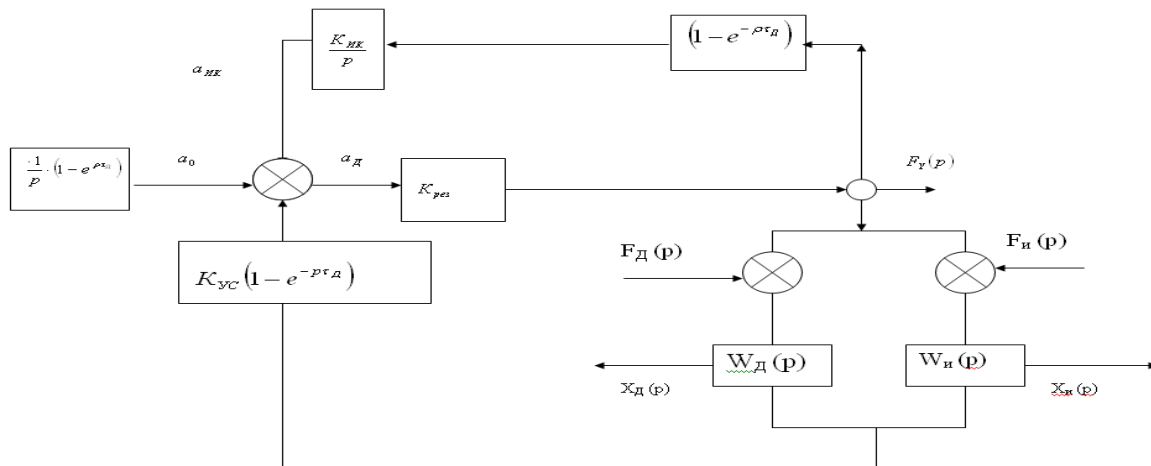 K_ик / p
(1 − e^{−pτ_Д})
a_ик
·1/p · (1 − e^{pτ_Д})
a_0
a_Д
K_рез
F_Y(p)
K_УС (1 − e^{−pτ_Д})
F_Д (p)
F_и (p)
W_Д (p)
W_и (p)
X_Д (p)
X_и (p)